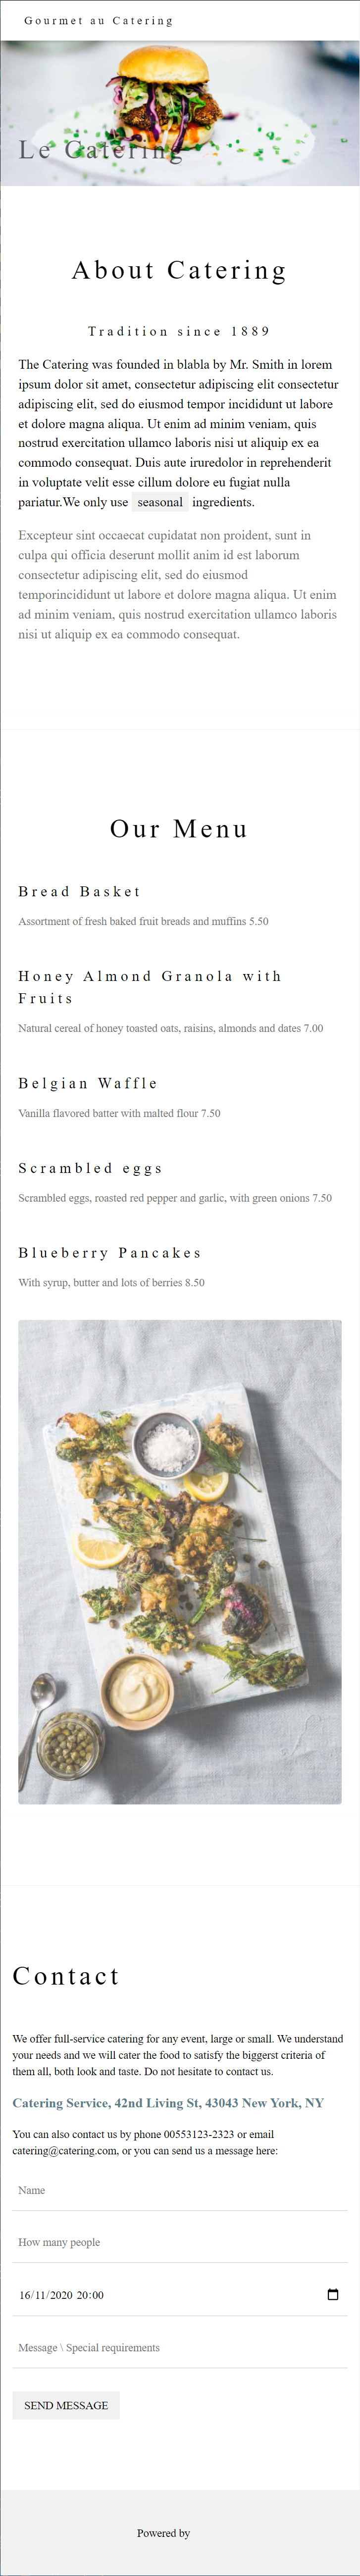 Gourmet au Catering
Le Catering
About Catering
Tradition since 1889
The Catering was founded in blabla by Mr. Smith in lorem
ipsum dolor sit amet, consectetur adipiscing elit consectetur
adipiscing elit, sed do eiusmod tempor incididunt ut labore
et dolore magna aliqua. Ut enim ad minim veniam, quis
nostrud exercitation ullamco laboris nisi ut aliquip ex ea
commodo consequat. Duis aute iruredolor in reprehenderit
in voluptate velit esse cillum dolore eu fugiat nulla
pariatur.We only use seasonal ingredients.
Excepteur sint occaecat cupidatat non proident, sunt in
culpa qui officia deserunt mollit anim id est laborum
consectetur adipiscing elit, sed do eiusmod
temporincididunt ut labore et dolore magna aliqua. Ut enim
ad minim veniam, quis nostrud exercitation ullamco laboris
nisi ut aliquip ex ea commodo consequat.
Our Menu
Bread Basket
Assortment of fresh baked fruit breads and muffins 5.50
Honey Almond Granola with
Fruits
Natural cereal of honey toasted oats, raisins, almonds and dates 7.00
Belgian Waffle
Vanilla flavored batter with malted flour 7.50
Scrambled eggs
Scrambled eggs, roasted red pepper and garlic, with green onions 7.50
Blueberry Pancakes
With syrup, butter and lots of berries 8.50
Contact
We offer full-service catering for any event, large or small. We understand
your needs and we will cater the food to satisfy the biggerst criteria of
them all, both look and taste. Do not hesitate to contact us.
Catering Service, 42nd Living St, 43043 New York, NY
You can also contact us by phone 00553123-2323 or email
catering@catering.com, or you can send us a message here:
Name
How many people
16/11/2020 20:00
Message \ Special requirements
SEND MESSAGE
Powered by